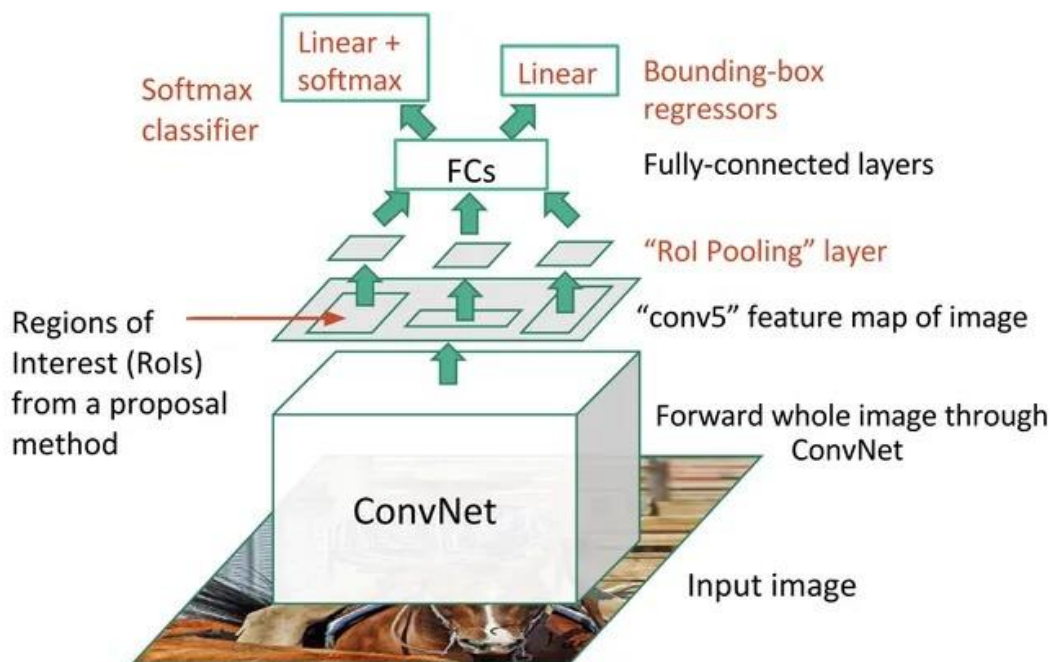 Linear +
softmax
Linear
Softmax
classifier
Bounding-box
regressors
FCs
Fully-connected layers
“RoI Pooling” layer
Regions of
Interest (RoIs)
from a proposal
method
“conv5” feature map of image
Forward whole image through
ConvNet
ConvNet
Input image